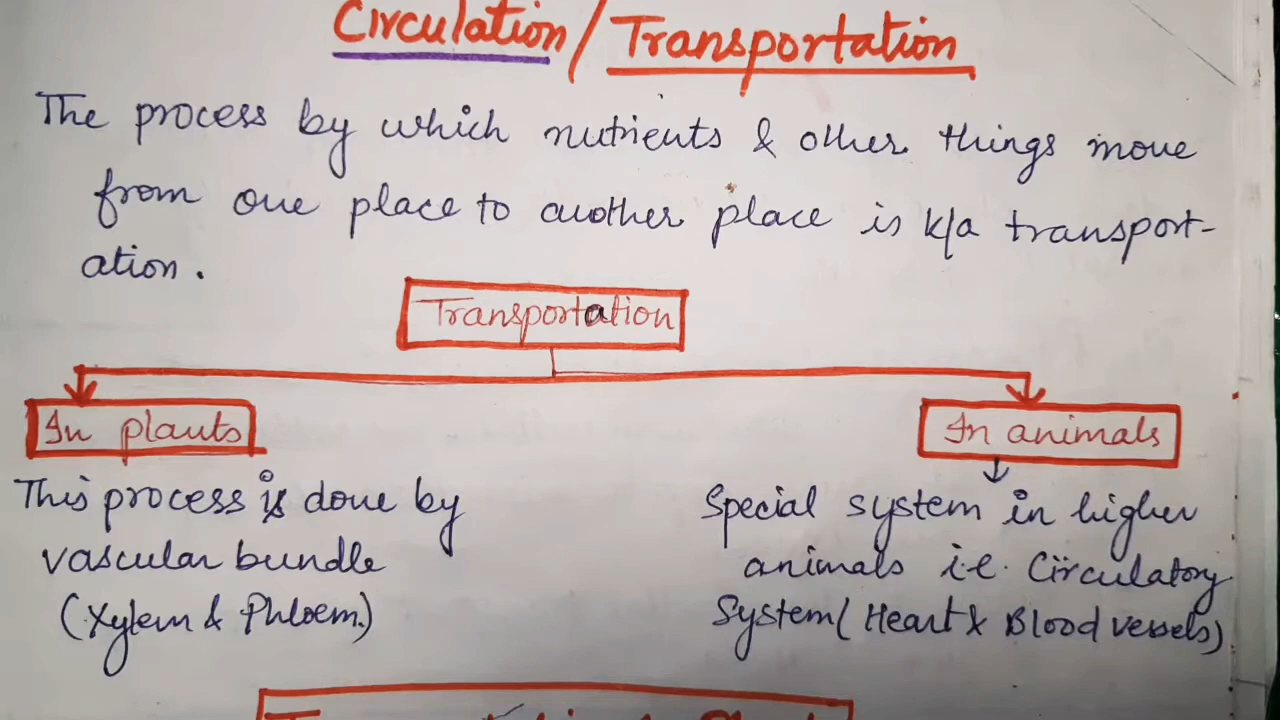 Circulation/Transportation
The process by which nutrients & other things move
from one place to another place is k/a transport-
ation.
Transportation
In plants
In animals
This process is done by
vascular bundle
(Xylem & Phloem.)
Special system in higher
animals i.e. Circulatory
System (Heart & Blood vessels)